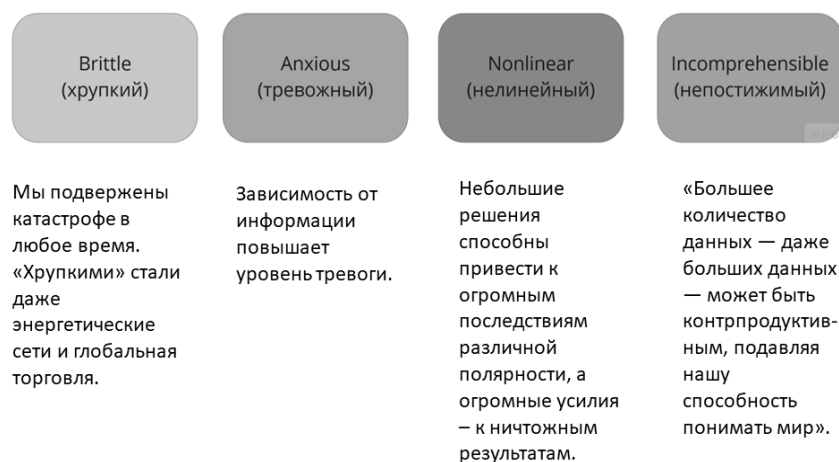 Brittle
(хрупкий)
Anxious
(тревожный)
Nonlinear
(нелинейный)
Incomprehensible
(непостижимый)
miro
Мы подвержены
катастрофе в
любое время.
«Хрупкими» стали
даже
энергетические
сети и глобальная
торговля.
Зависимость от
информации
повышает
уровень тревоги.
Небольшие
решения
способны
привести к
огромным
последствиям
различной
полярности, а
огромные усилия
– к ничтожным
результатам.
«Большее
количество
данных — даже
больших данных
— может быть
контрпродуктив-
ным, подавляя
нашу
способность
понимать мир».